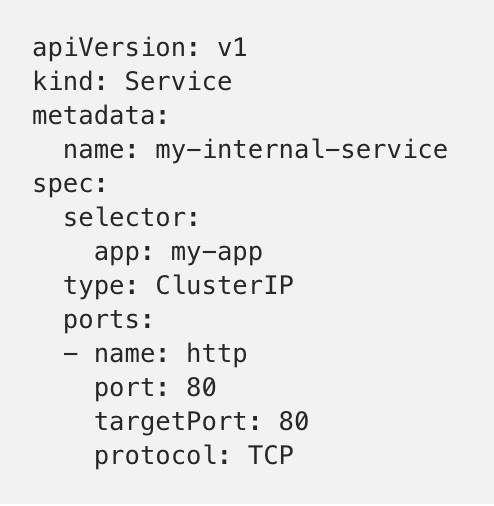 apiVersion: v1
kind: Service
metadata:
  name: my-internal-service
spec:
  selector:
    app: my-app
  type: ClusterIP
  ports:
  - name: http
    port: 80
    targetPort: 80
    protocol: TCP